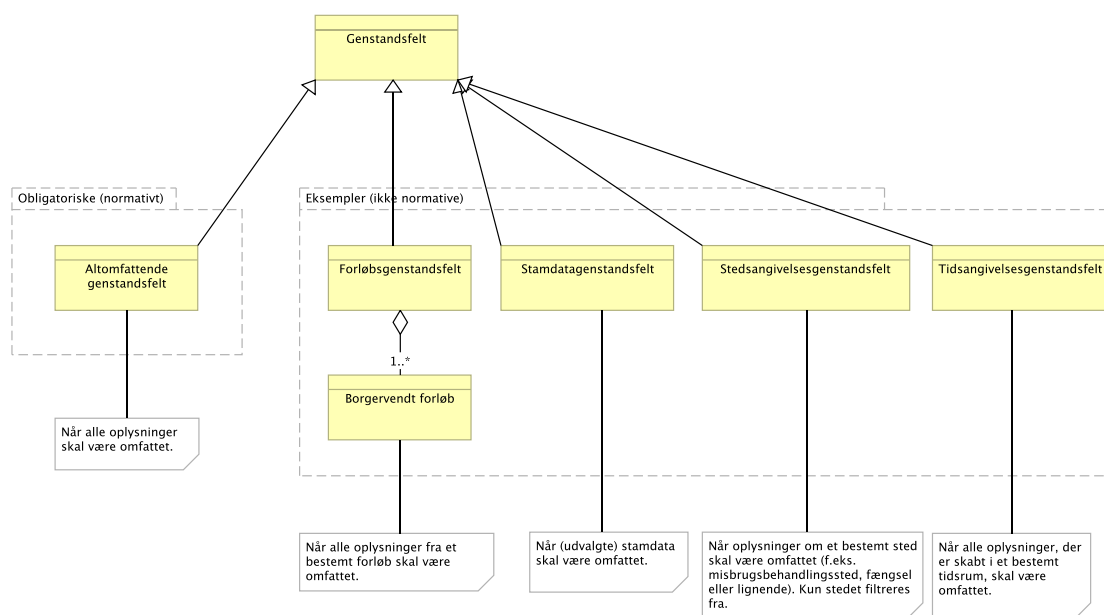 Genstandsfelt
Obligatoriske (normativt)
Eksempler (ikke normative)
Altomfattende
genstandsfelt
Forløbsgenstandsfelt
Stamdatagenstandsfelt
Stedsangivelsesgenstandsfelt
Tidsangivelsesgenstandsfelt
1..*
Borgervendt forløb
Når alle oplysninger
skal være omfattet.
Når alle oplysninger fra et
bestemt forløb skal være
omfattet.
Når (udvalgte) stamdata
skal være omfattet.
Når oplysninger om et bestemt sted
skal være omfattet (f.eks.
misbrugsbehandlingssted, fængsel
eller lignende). Kun stedet filtreres
fra.
Når alle oplysninger, der
er skabt i et bestemt
tidsrum, skal være
omfattet.